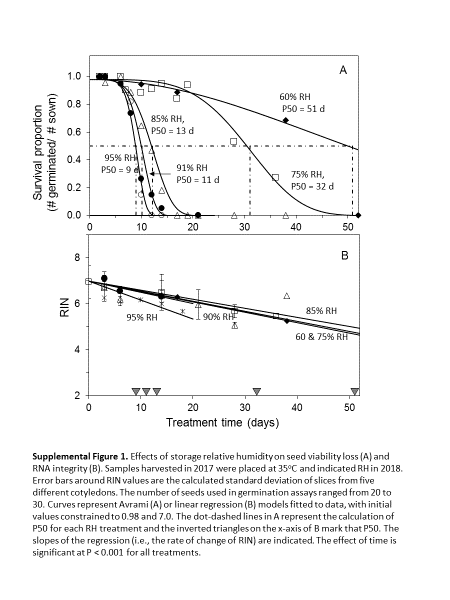 A
1.0
0.8
0.6
0.4
0.2
0.0
Survival proportion
(# germinated/ # sown)
60% RH
P50 = 51 d
85% RH,
P50 = 13 d
95% RH
P50 = 9 d
91% RH
P50 = 11 d
75% RH,
P50 = 32 d
0 10 20 30 40 50
B
8
6
4
2
RIN
95% RH
90% RH
85% RH
60 & 75% RH
0 10 20 30 40 50
Treatment time (days)
Supplemental Figure 1. Effects of storage relative humidity on seed viability loss (A) and
RNA integrity (B). Samples harvested in 2017 were placed at 35°C and indicated RH in 2018.
Error bars around RIN values are the calculated standard deviation of slices from five
different cotyledons. The number of seeds used in germination assays ranged from 20 to
30. Curves represent Avrami (A) or linear regression (B) models fitted to data, with initial
values constrained to 0.98 and 7.0. The dot-dashed lines in A represent the calculation of
P50 for each RH treatment and the inverted triangles on the x-axis of B mark that P50. The
slopes of the regression (i.e., the rate of change of RIN) are indicated. The effect of time is
significant at P < 0.001 for all treatments.